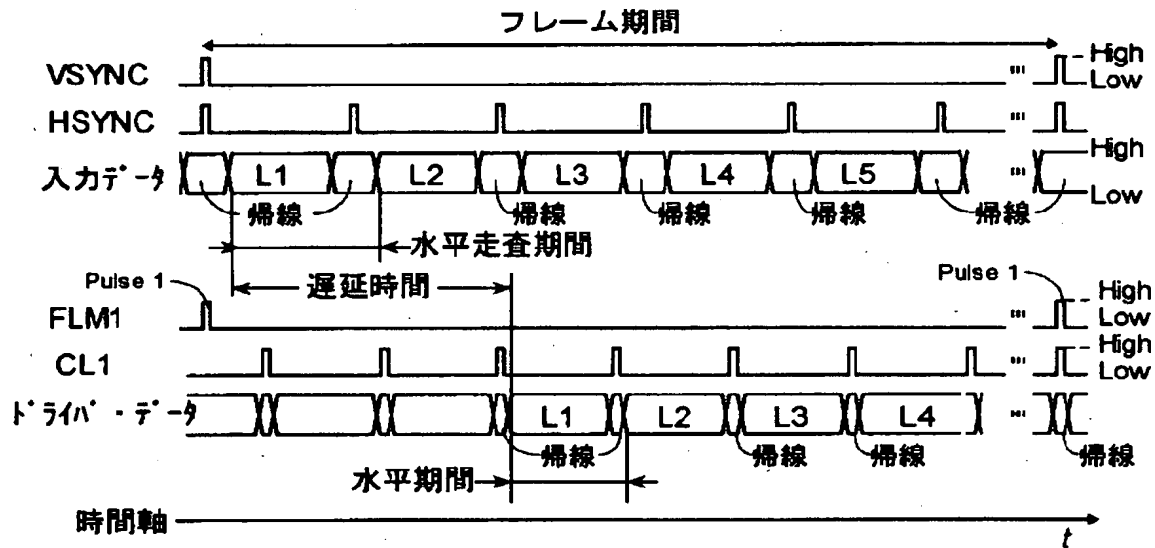 フレーム期間
VSYNC
High
Low
HSYNC
入力データ
L1
L2
L3
L4
L5
High
Low
帰線
帰線
帰線
帰線
帰線
水平走査期間
遅延時間
Pulse 1
Pulse 1
FLM1
High
Low
CL1
High
Low
ドライバ・データ
L1
L2
L3
L4
帰線
帰線
帰線
帰線
水平期間
時間軸
t